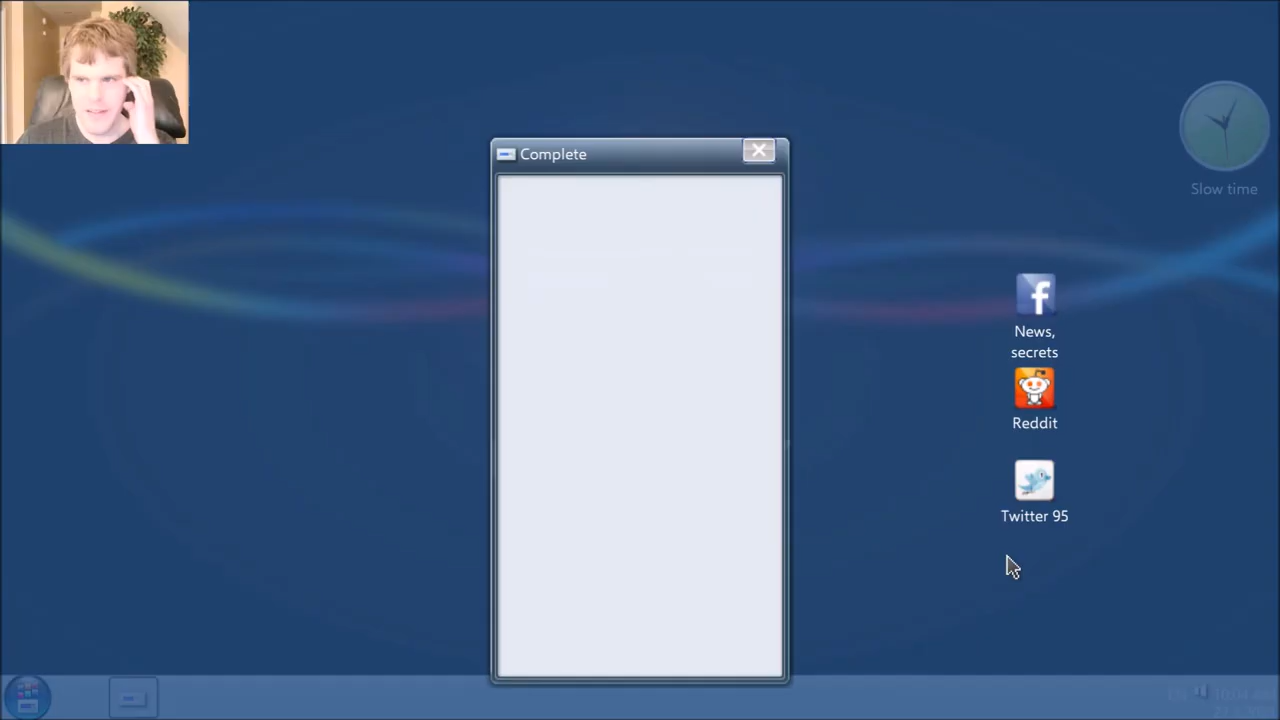 Complete
Slow time
News,
secrets
Reddit
Twitter 95